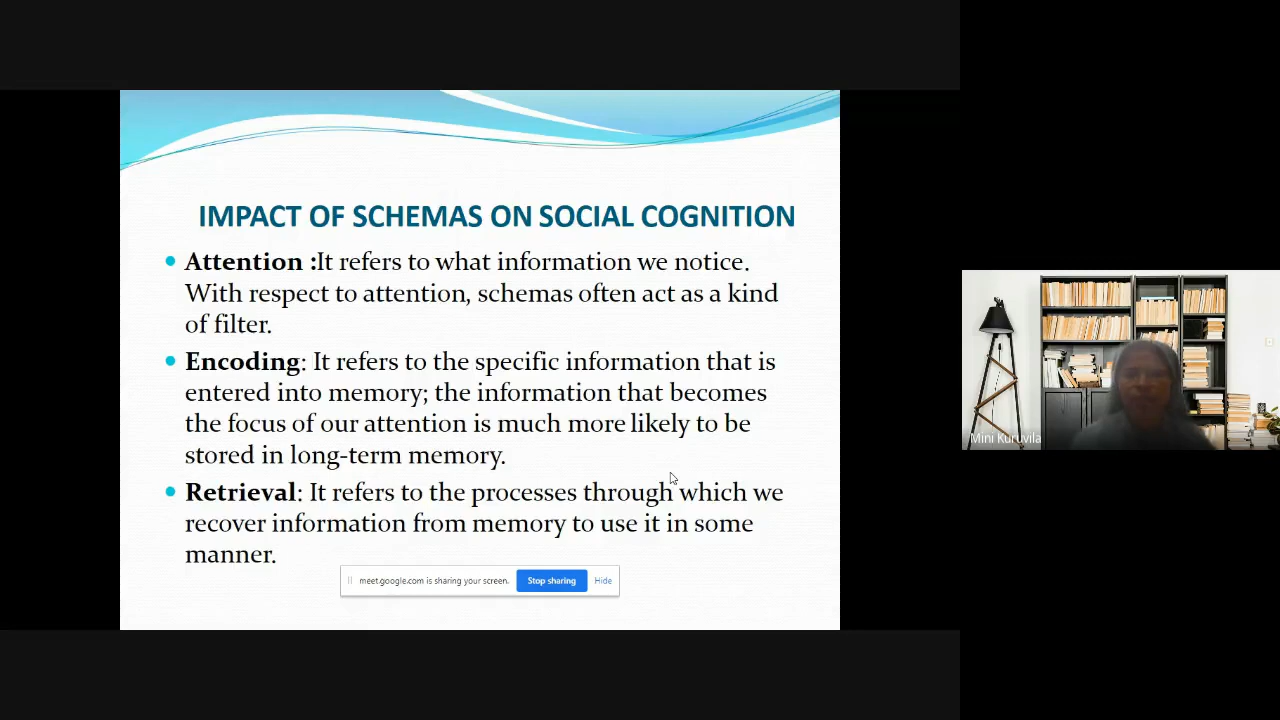 IMPACT OF SCHEMAS ON SOCIAL COGNITION
Attention :It refers to what information we notice.
With respect to attention, schemas often act as a kind
of filter.
Encoding: It refers to the specific information that is
entered into memory; the information that becomes
the focus of our attention is much more likely to be
stored in long-term memory.
Retrieval: It refers to the processes through which we
recover information from memory to use it in some
manner.
meet.google.com is sharing your screen.
Stop sharing
Hide
Mini Kuruvila